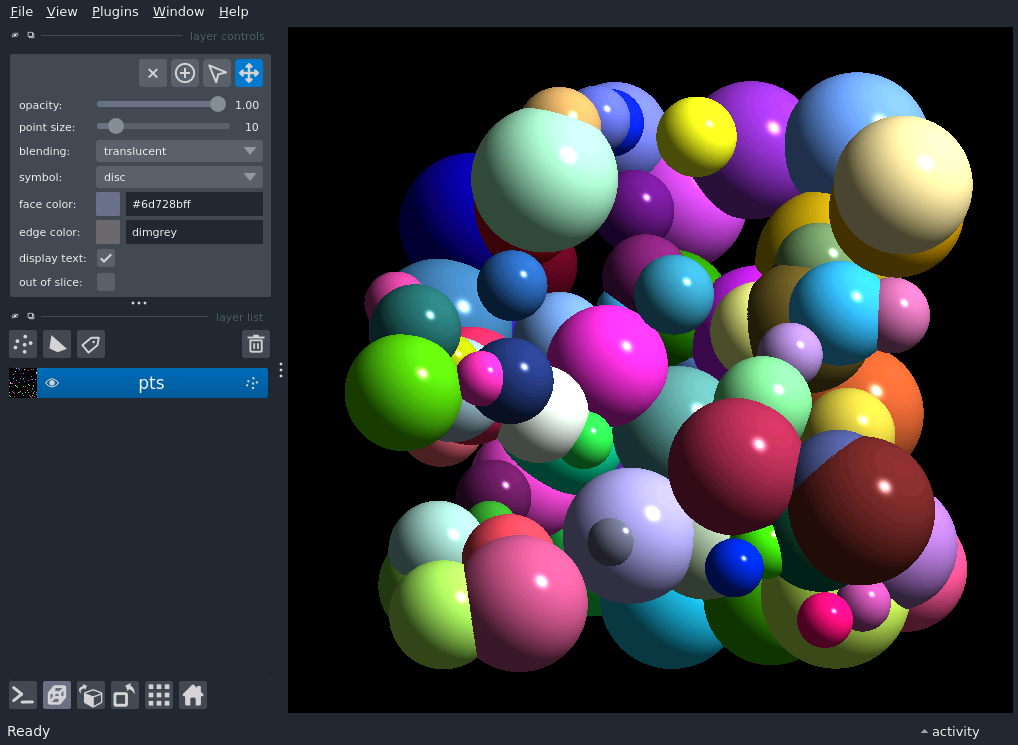 File View Plugins Window Help
layer controls
opacity: 1.00
point size: 10
blending: translucent
symbol: disc
face color: #6d728bff
edge color: dimgrey
display text:
out of slice:
layer list
pts
Ready
activity